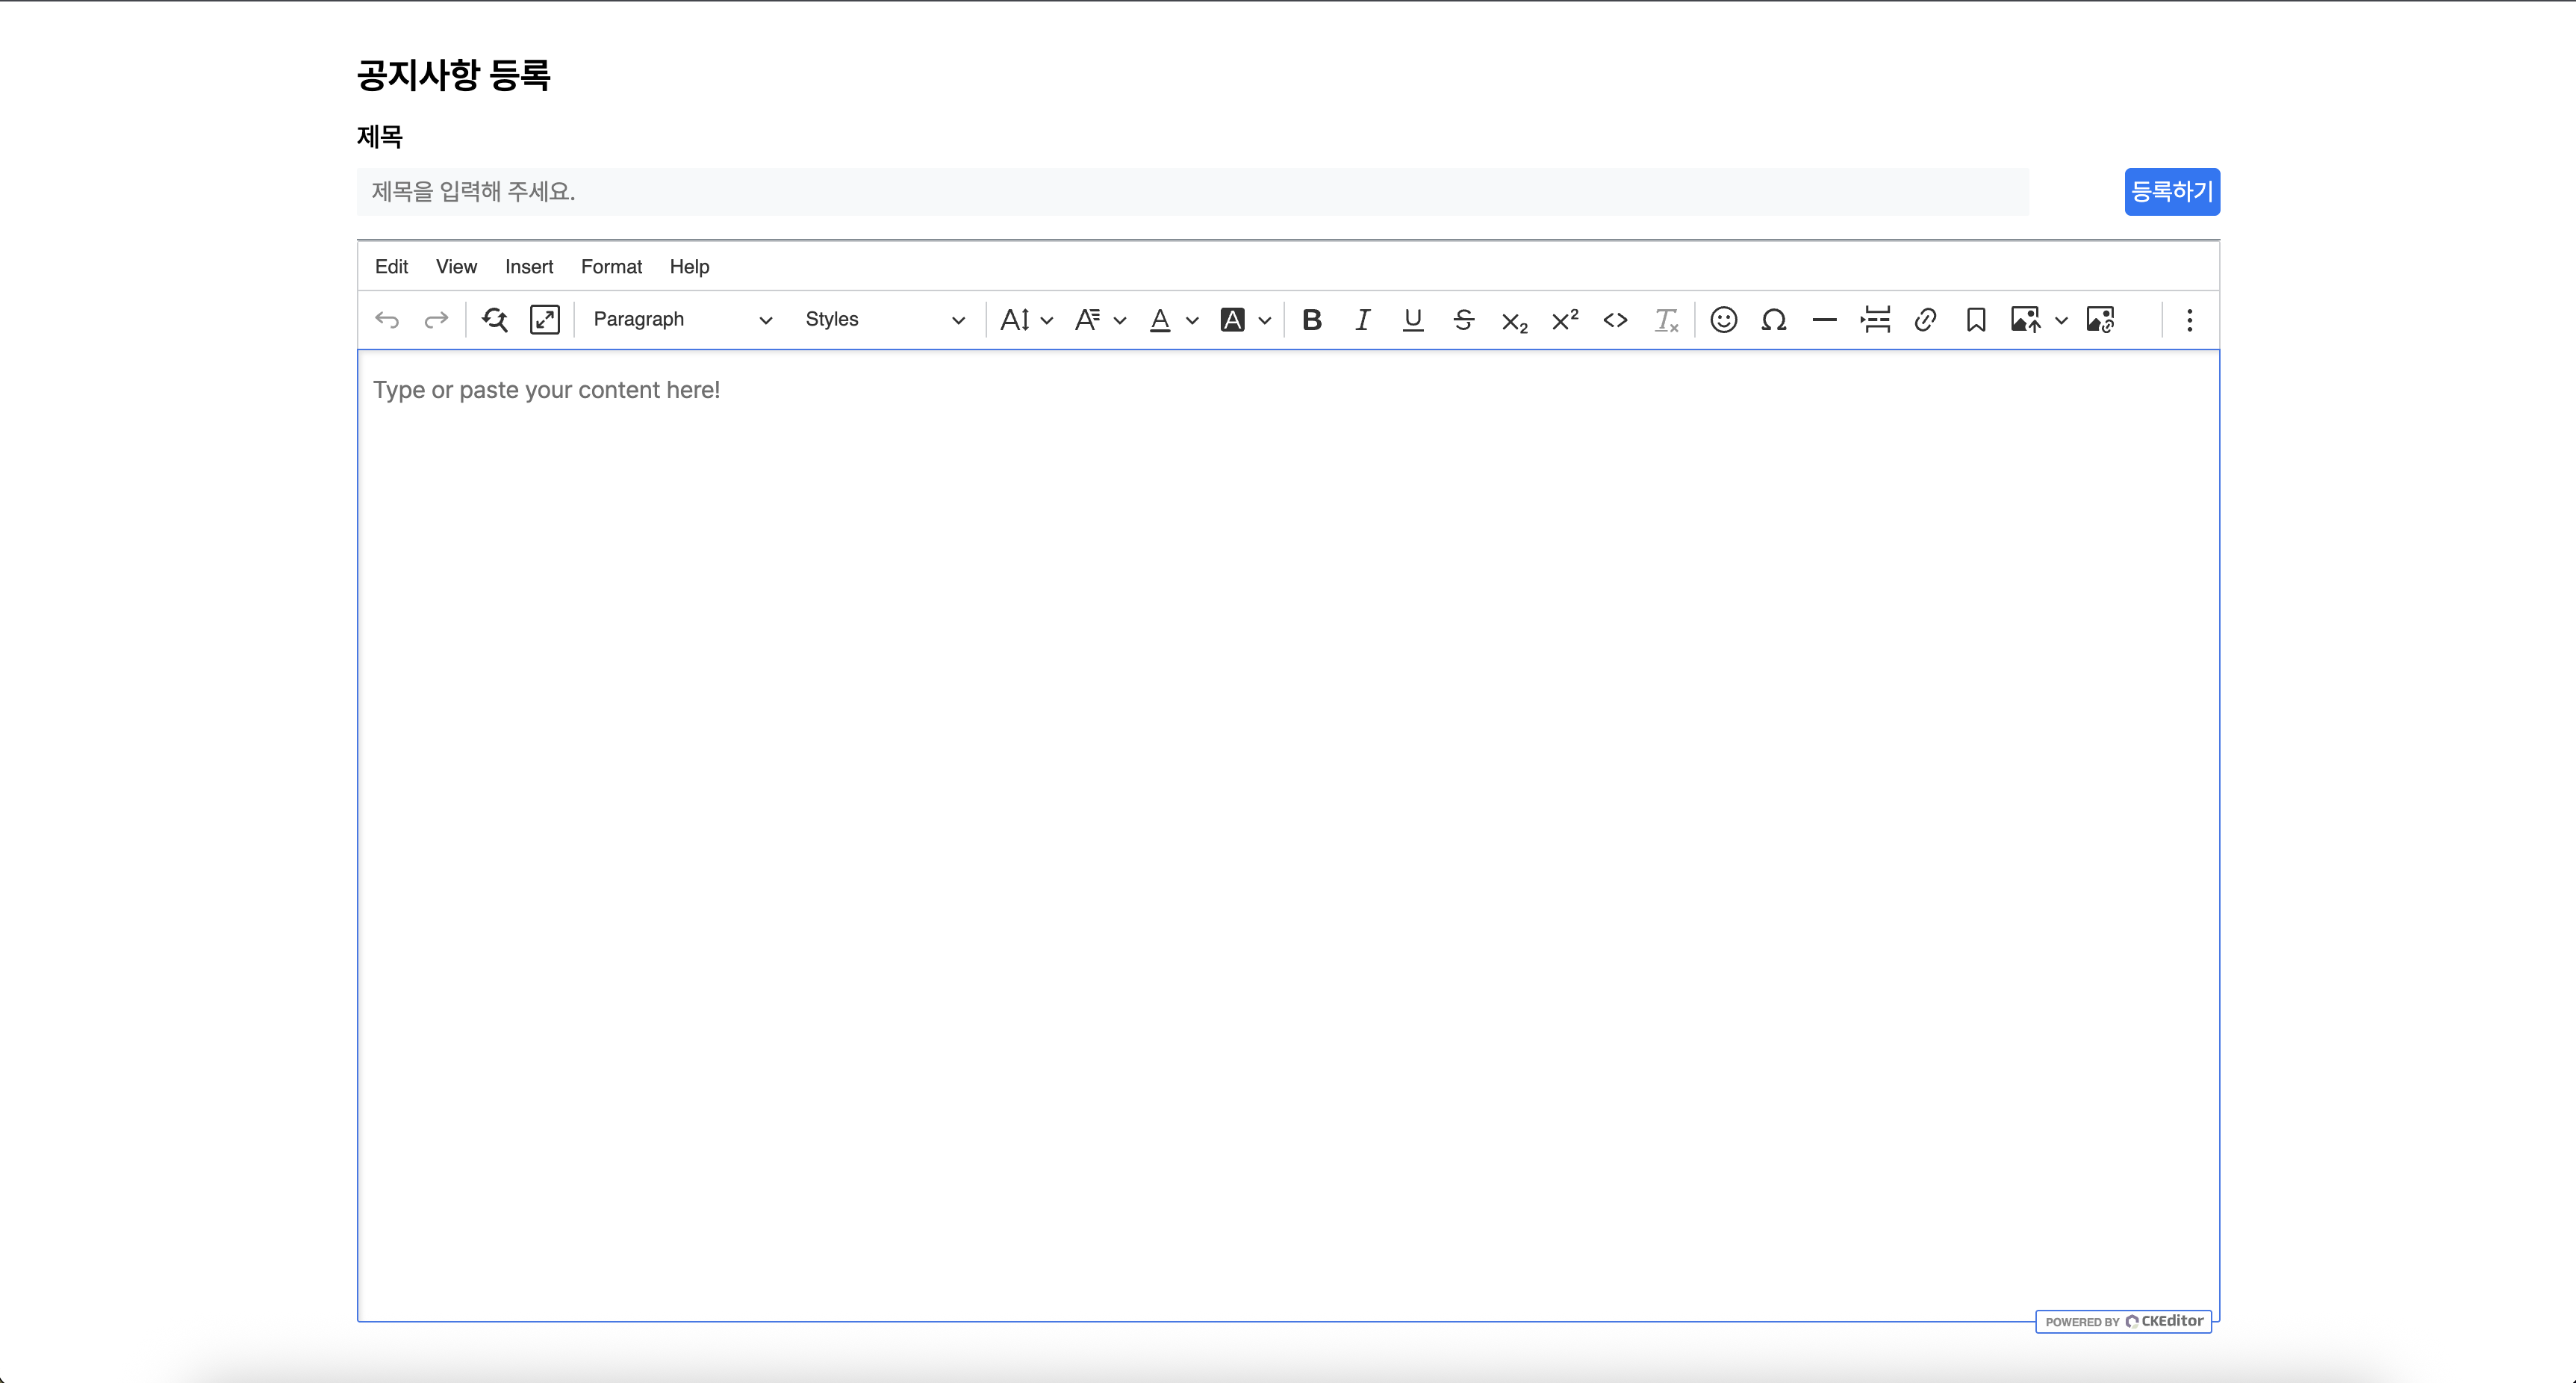 공지사항 등록
제목
제목을 입력해 주세요.
등록하기
Edit View Insert Format Help
Paragraph Styles
Type or paste your content here!
POWERED BY CKEditor